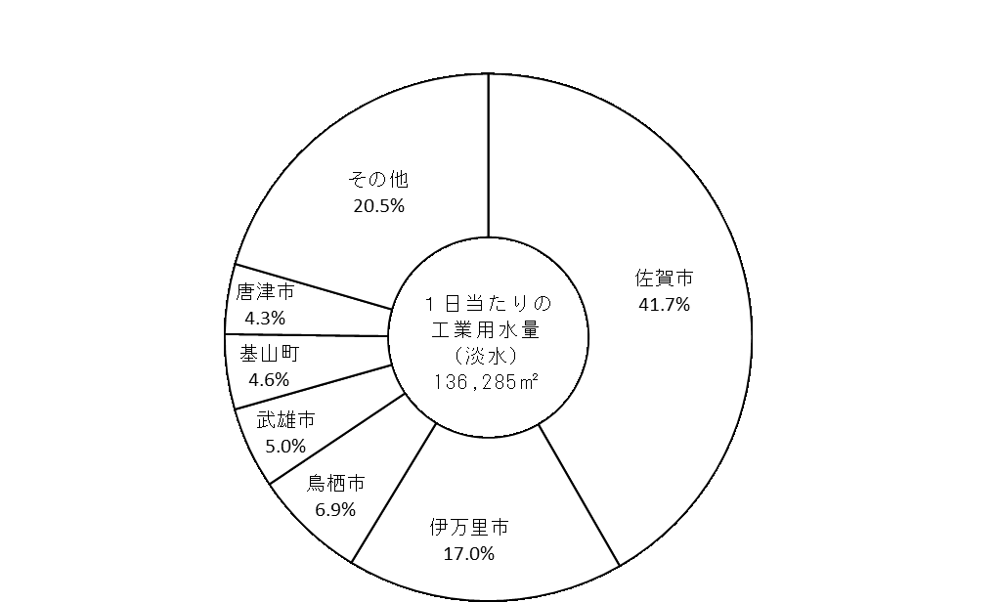 その他
20.5%
佐賀市
41.7%
唐津市
4.3%
１日当たりの
工業用水量
（淡水）
136,285㎡
基山町
4.6%
武雄市
5.0%
鳥栖市
6.9%
伊万里市
17.0%